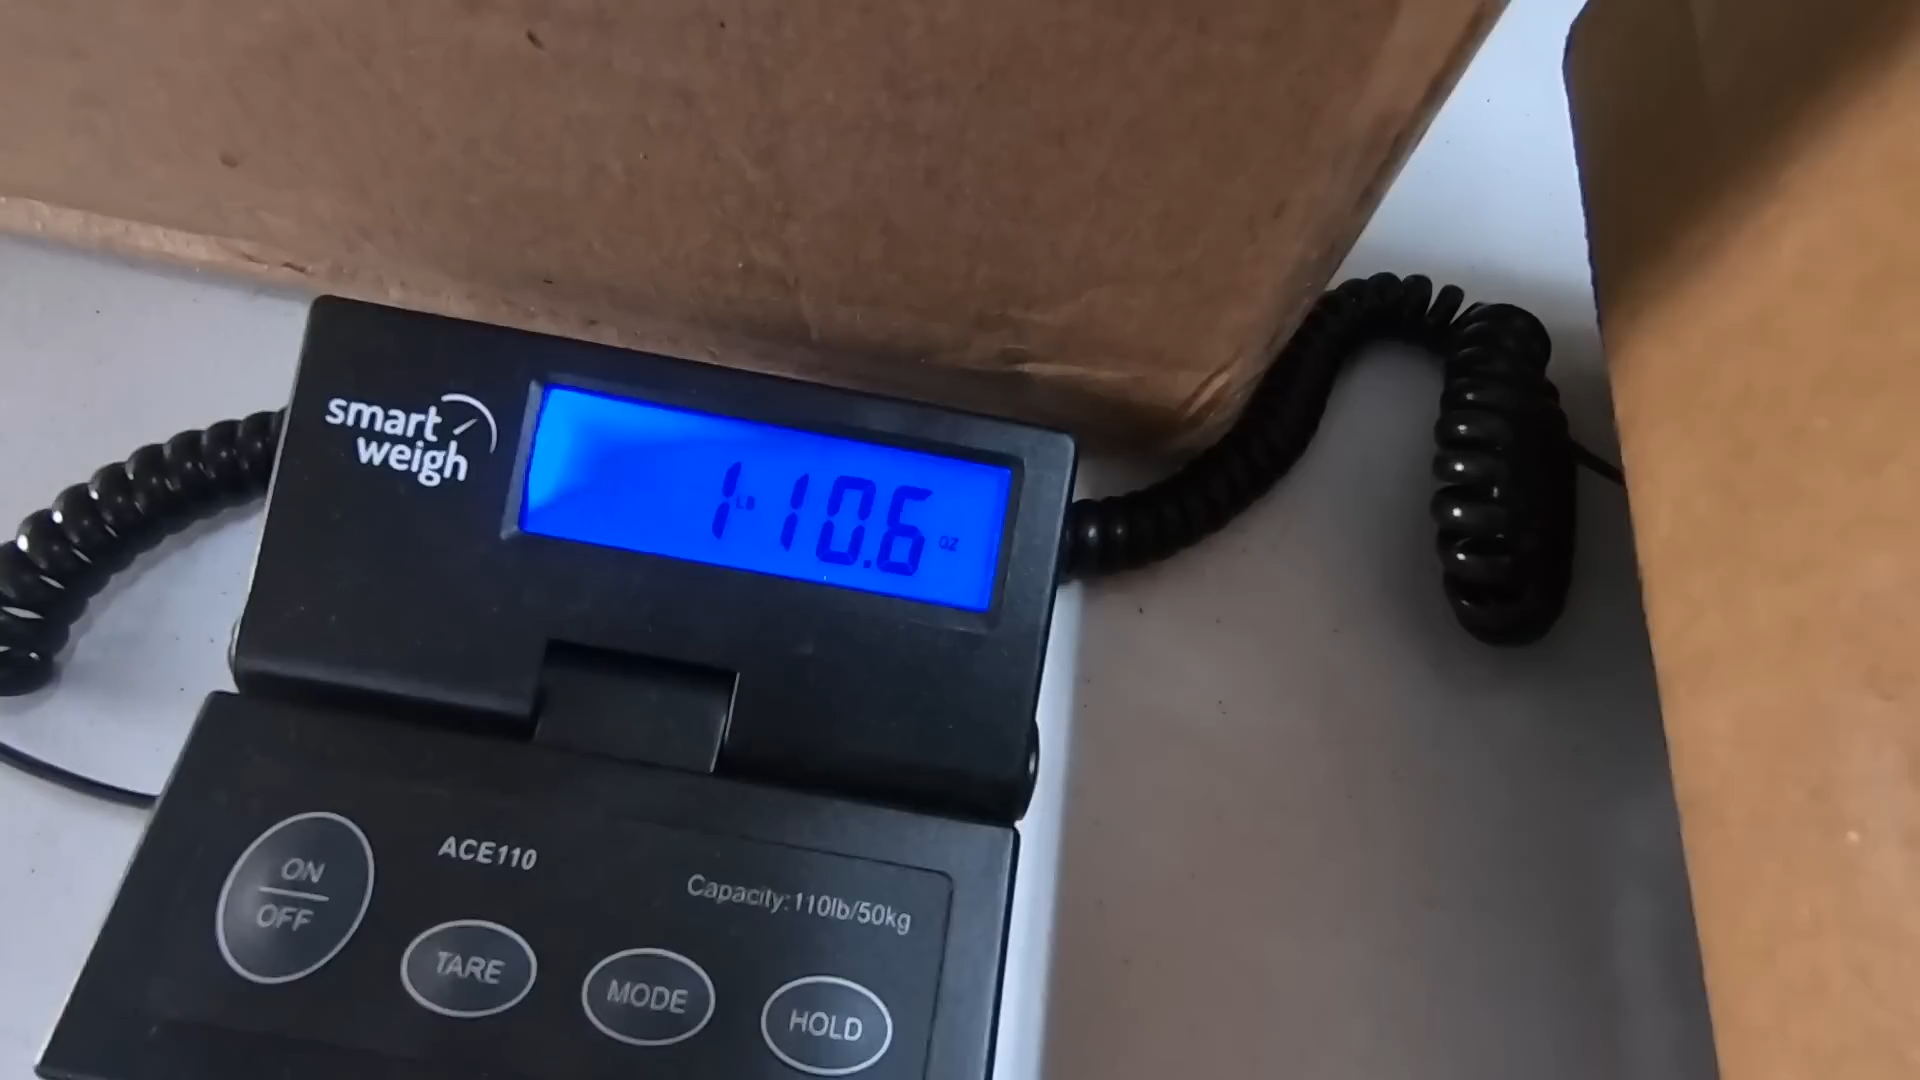 smart
weigh
1 LB 10.6 OZ
ACE110
Capacity:110lb/50kg
ON
OFF
TARE
MODE
HOLD